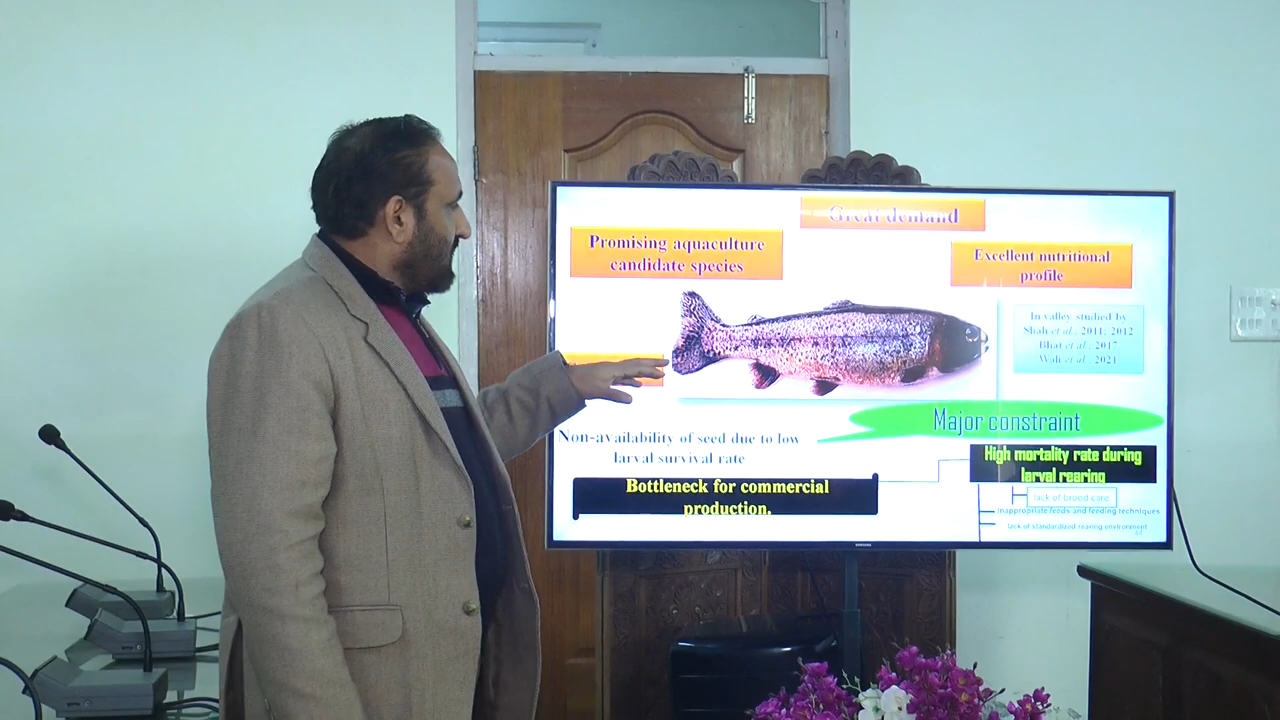 Great demand
Promising aquaculture
candidate species
Excellent nutritional
profile
In valley studied by
Shah et al., 2011; 2012
Bhat et al., 2017
Wali et al., 2021
Major constraint
Non-availability of seed due to low
larval survival rate
High mortality rate during
larval rearing
Bottleneck for commercial
production.
lack of brood care
Inappropriate feeds and feeding techniques
lack of standardized rearing environment
44
SAMSUNG